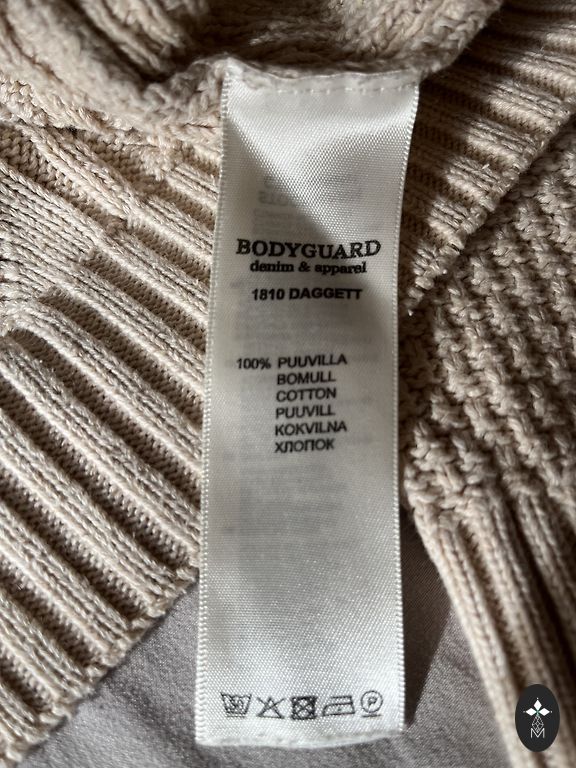 BODYGUARD
denim & apparel
1810 DAGGETT
100% PUUVILLA
BOMULL
COTTON
PUUVILL
KOKVILNA
ХЛОПОК